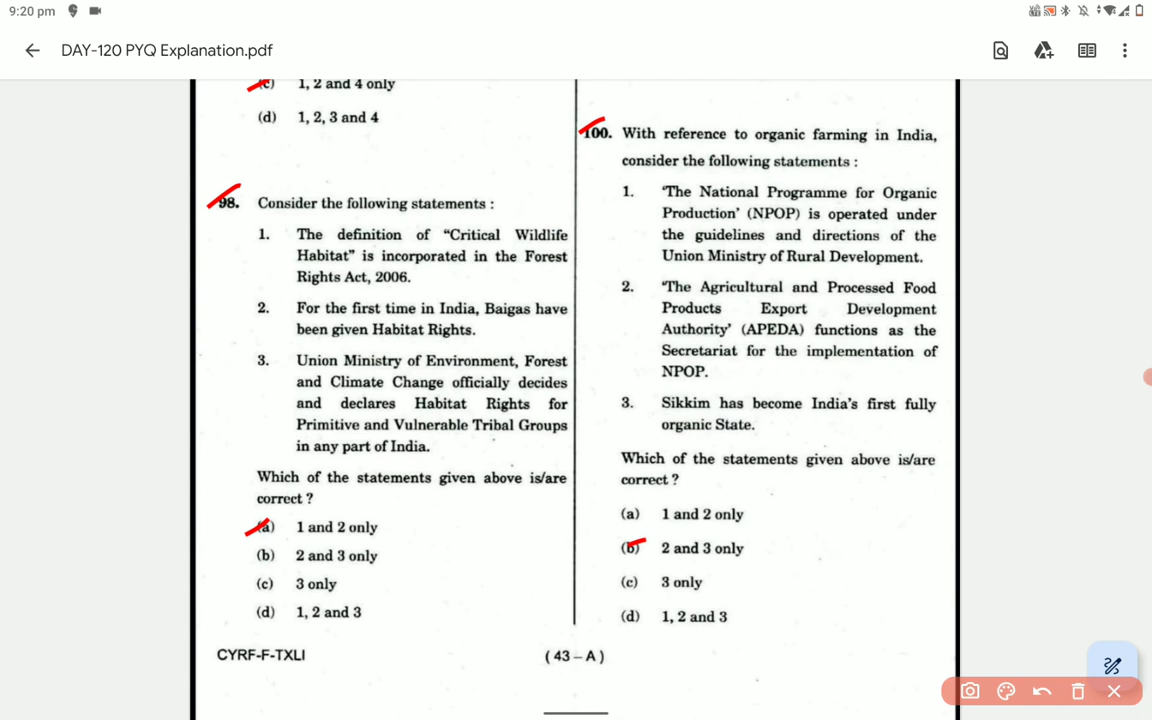 9:20 pm
DAY-120 PYQ Explanation.pdf
(c) 1, 2 and 4 only
(d) 1, 2, 3 and 4
98. Consider the following statements :
1. The definition of “Critical Wildlife
Habitat” is incorporated in the Forest
Rights Act, 2006.
2. For the first time in India, Baigas have
been given Habitat Rights.
3. Union Ministry of Environment, Forest
and Climate Change officially decides
and declares Habitat Rights for
Primitive and Vulnerable Tribal Groups
in any part of India.
Which of the statements given above is/are
correct ?
(a) 1 and 2 only
(b) 2 and 3 only
(c) 3 only
(d) 1, 2 and 3
100. With reference to organic farming in India,
consider the following statements :
1. ‘The National Programme for Organic
Production’ (NPOP) is operated under
the guidelines and directions of the
Union Ministry of Rural Development.
2. ‘The Agricultural and Processed Food
Products Export Development
Authority’ (APEDA) functions as the
Secretariat for the implementation of
NPOP.
3. Sikkim has become India’s first fully
organic State.
Which of the statements given above is/are
correct ?
(a) 1 and 2 only
(b) 2 and 3 only
(c) 3 only
(d) 1, 2 and 3
CYRF-F-TXLI
( 43 – A )